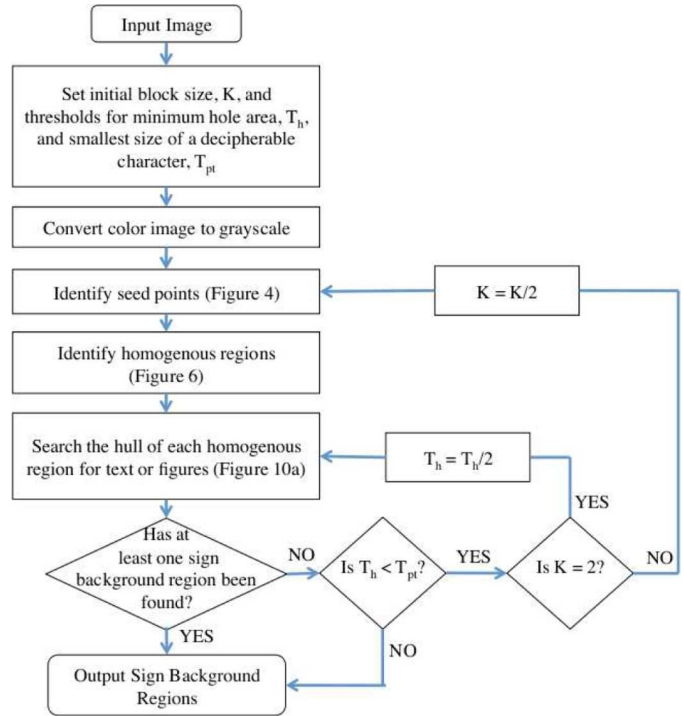 Input Image
Set initial block size, K, and
thresholds for minimum hole area, Tₕ,
and smallest size of a decipherable
character, Tₚₜ
Convert color image to grayscale
Identify seed points (Figure 4)
K = K/2
Identify homogenous regions
(Figure 6)
Search the hull of each homogenous
region for text or figures (Figure 10a)
Tₕ = Tₕ/2
YES
Has at
least one sign
background region been
found?
NO
Is Tₕ < Tₚₜ?
YES
Is K = 2?
NO
YES
NO
Output Sign Background
Regions